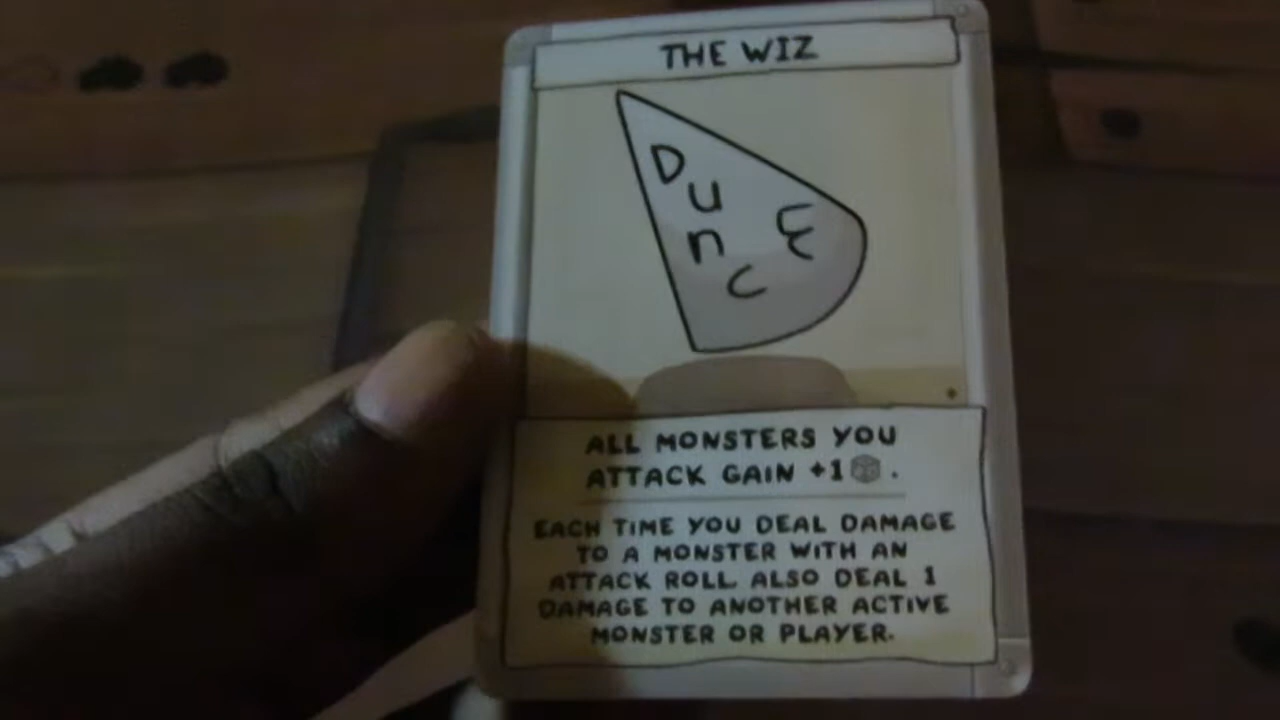 THE WIZ
D
u
n
c
E
ALL MONSTERS YOU
ATTACK GAIN +1 .
EACH TIME YOU DEAL DAMAGE
TO A MONSTER WITH AN
ATTACK ROLL, ALSO DEAL 1
DAMAGE TO ANOTHER ACTIVE
MONSTER OR PLAYER.